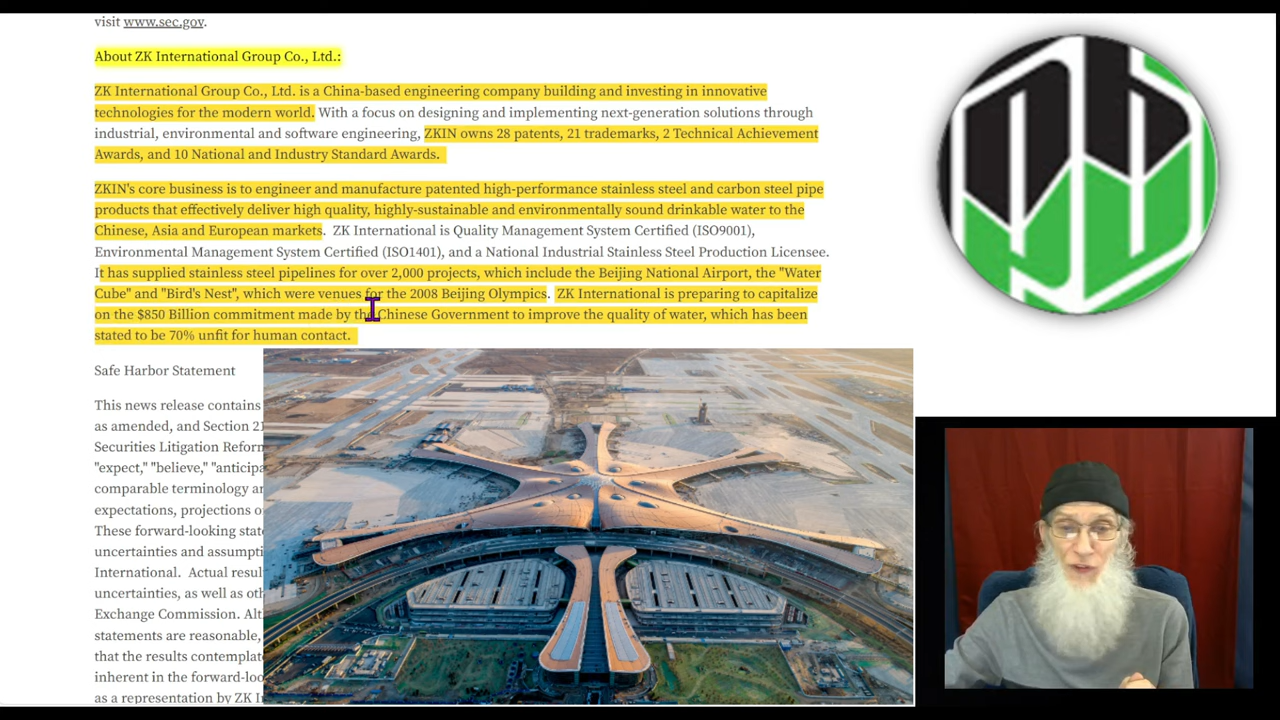 visit www.sec.gov.
About ZK International Group Co., Ltd.:
ZK International Group Co., Ltd. is a China-based engineering company building and investing in innovative
technologies for the modern world. With a focus on designing and implementing next-generation solutions through
industrial, environmental and software engineering, ZKIN owns 28 patents, 21 trademarks, 2 Technical Achievement
Awards, and 10 National and Industry Standard Awards.
ZKIN's core business is to engineer and manufacture patented high-performance stainless steel and carbon steel pipe
products that effectively deliver high quality, highly-sustainable and environmentally sound drinkable water to the
Chinese, Asia and European markets. ZK International is Quality Management System Certified (ISO9001),
Environmental Management System Certified (ISO1401), and a National Industrial Stainless Steel Production Licensee.
It has supplied stainless steel pipelines for over 2,000 projects, which include the Beijing National Airport, the "Water
Cube" and "Bird's Nest", which were venues for the 2008 Beijing Olympics. ZK International is preparing to capitalize
on the $850 Billion commitment made by the Chinese Government to improve the quality of water, which has been
stated to be 70% unfit for human contact.
Safe Harbor Statement
This news release contains
as amended, and Section 21
Securities Litigation Reform
"expect," "believe," "anticipa
comparable terminology ar
expectations, projections o
These forward-looking state
uncertainties and assumpti
International. Actual resul
uncertainties, as well as oth
Exchange Commission. Alt
statements are reasonable,
that the results contemplate
inherent in the forward-loo
as a representation by ZK I